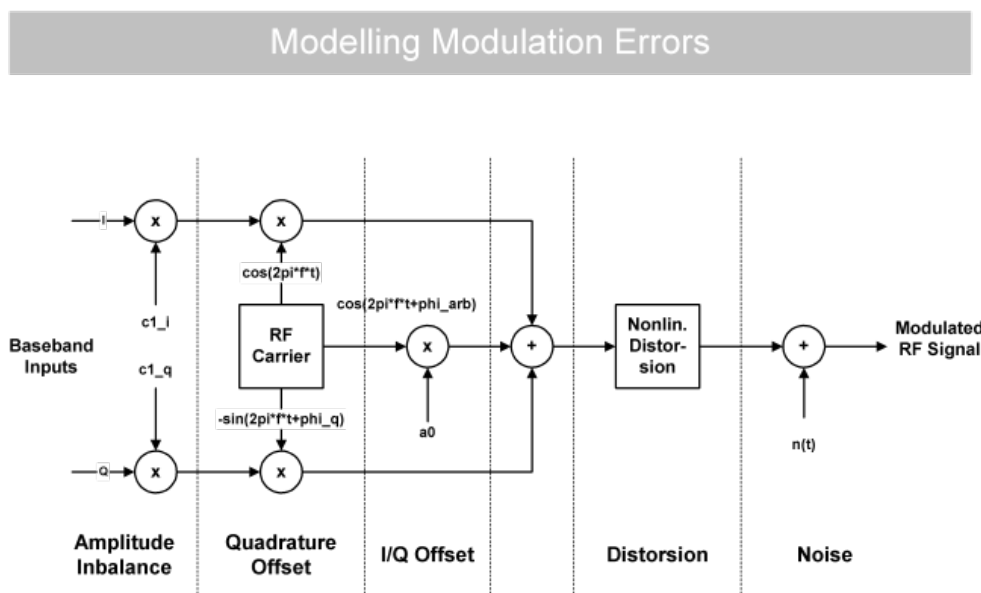 Modelling Modulation Errors
I
x
x
cos(2pi*f*t)
cos(2pi*f*t+phi_arb)
c1_i
Baseband
Inputs
c1_q
RF
Carrier
x
+
Nonlin.
Distor-
sion
+
Modulated
RF Signal
-sin(2pi*f*t+phi_q)
a0
n(t)
Q
x
x
Amplitude
Inbalance
Quadrature
Offset
I/Q Offset
Distorsion
Noise